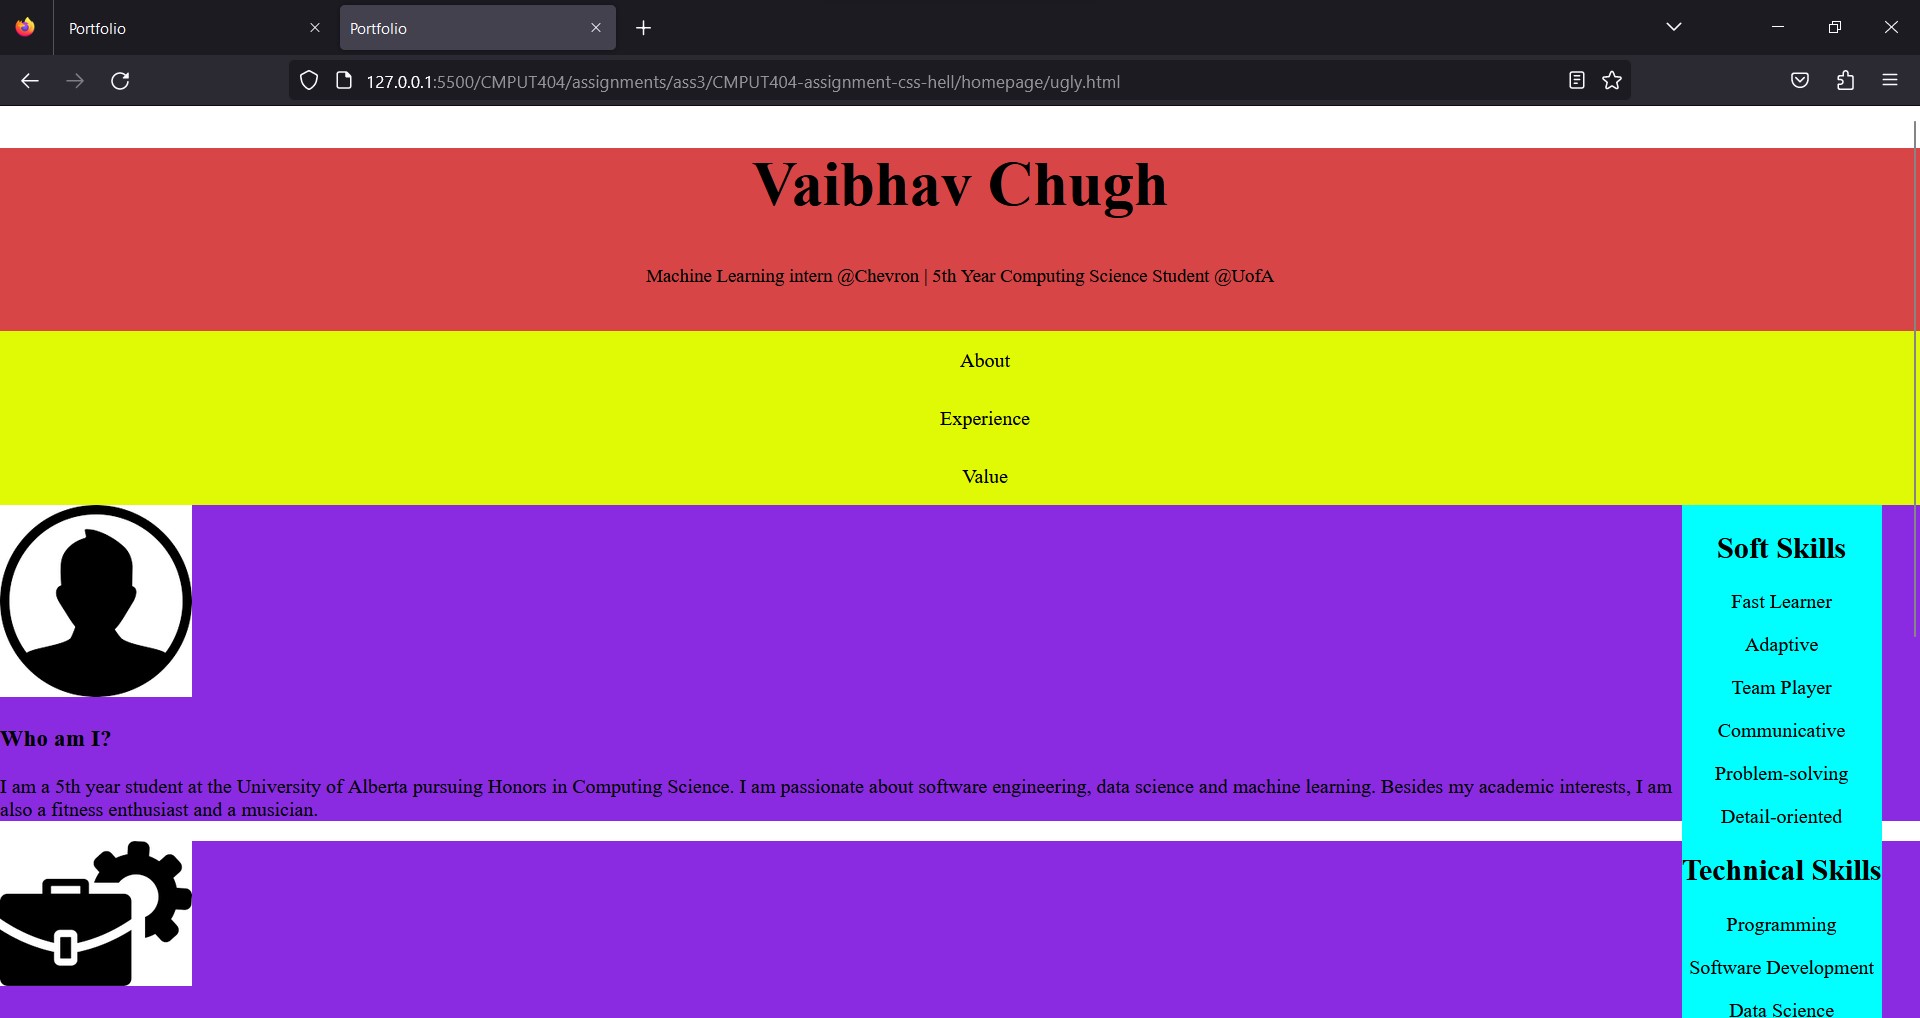 Portfolio
Portfolio
127.0.0.1:5500/CMPUT404/assignments/ass3/CMPUT404-assignment-css-hell/homepage/ugly.html
Vaibhav Chugh
Machine Learning intern @Chevron | 5th Year Computing Science Student @UofA
About
Experience
Value
Who am I?
I am a 5th year student at the University of Alberta pursuing Honors in Computing Science. I am passionate about software engineering, data science and machine learning. Besides my academic interests, I am
also a fitness enthusiast and a musician.
Soft Skills
Fast Learner
Adaptive
Team Player
Communicative
Problem-solving
Detail-oriented
Technical Skills
Programming
Software Development
Data Science